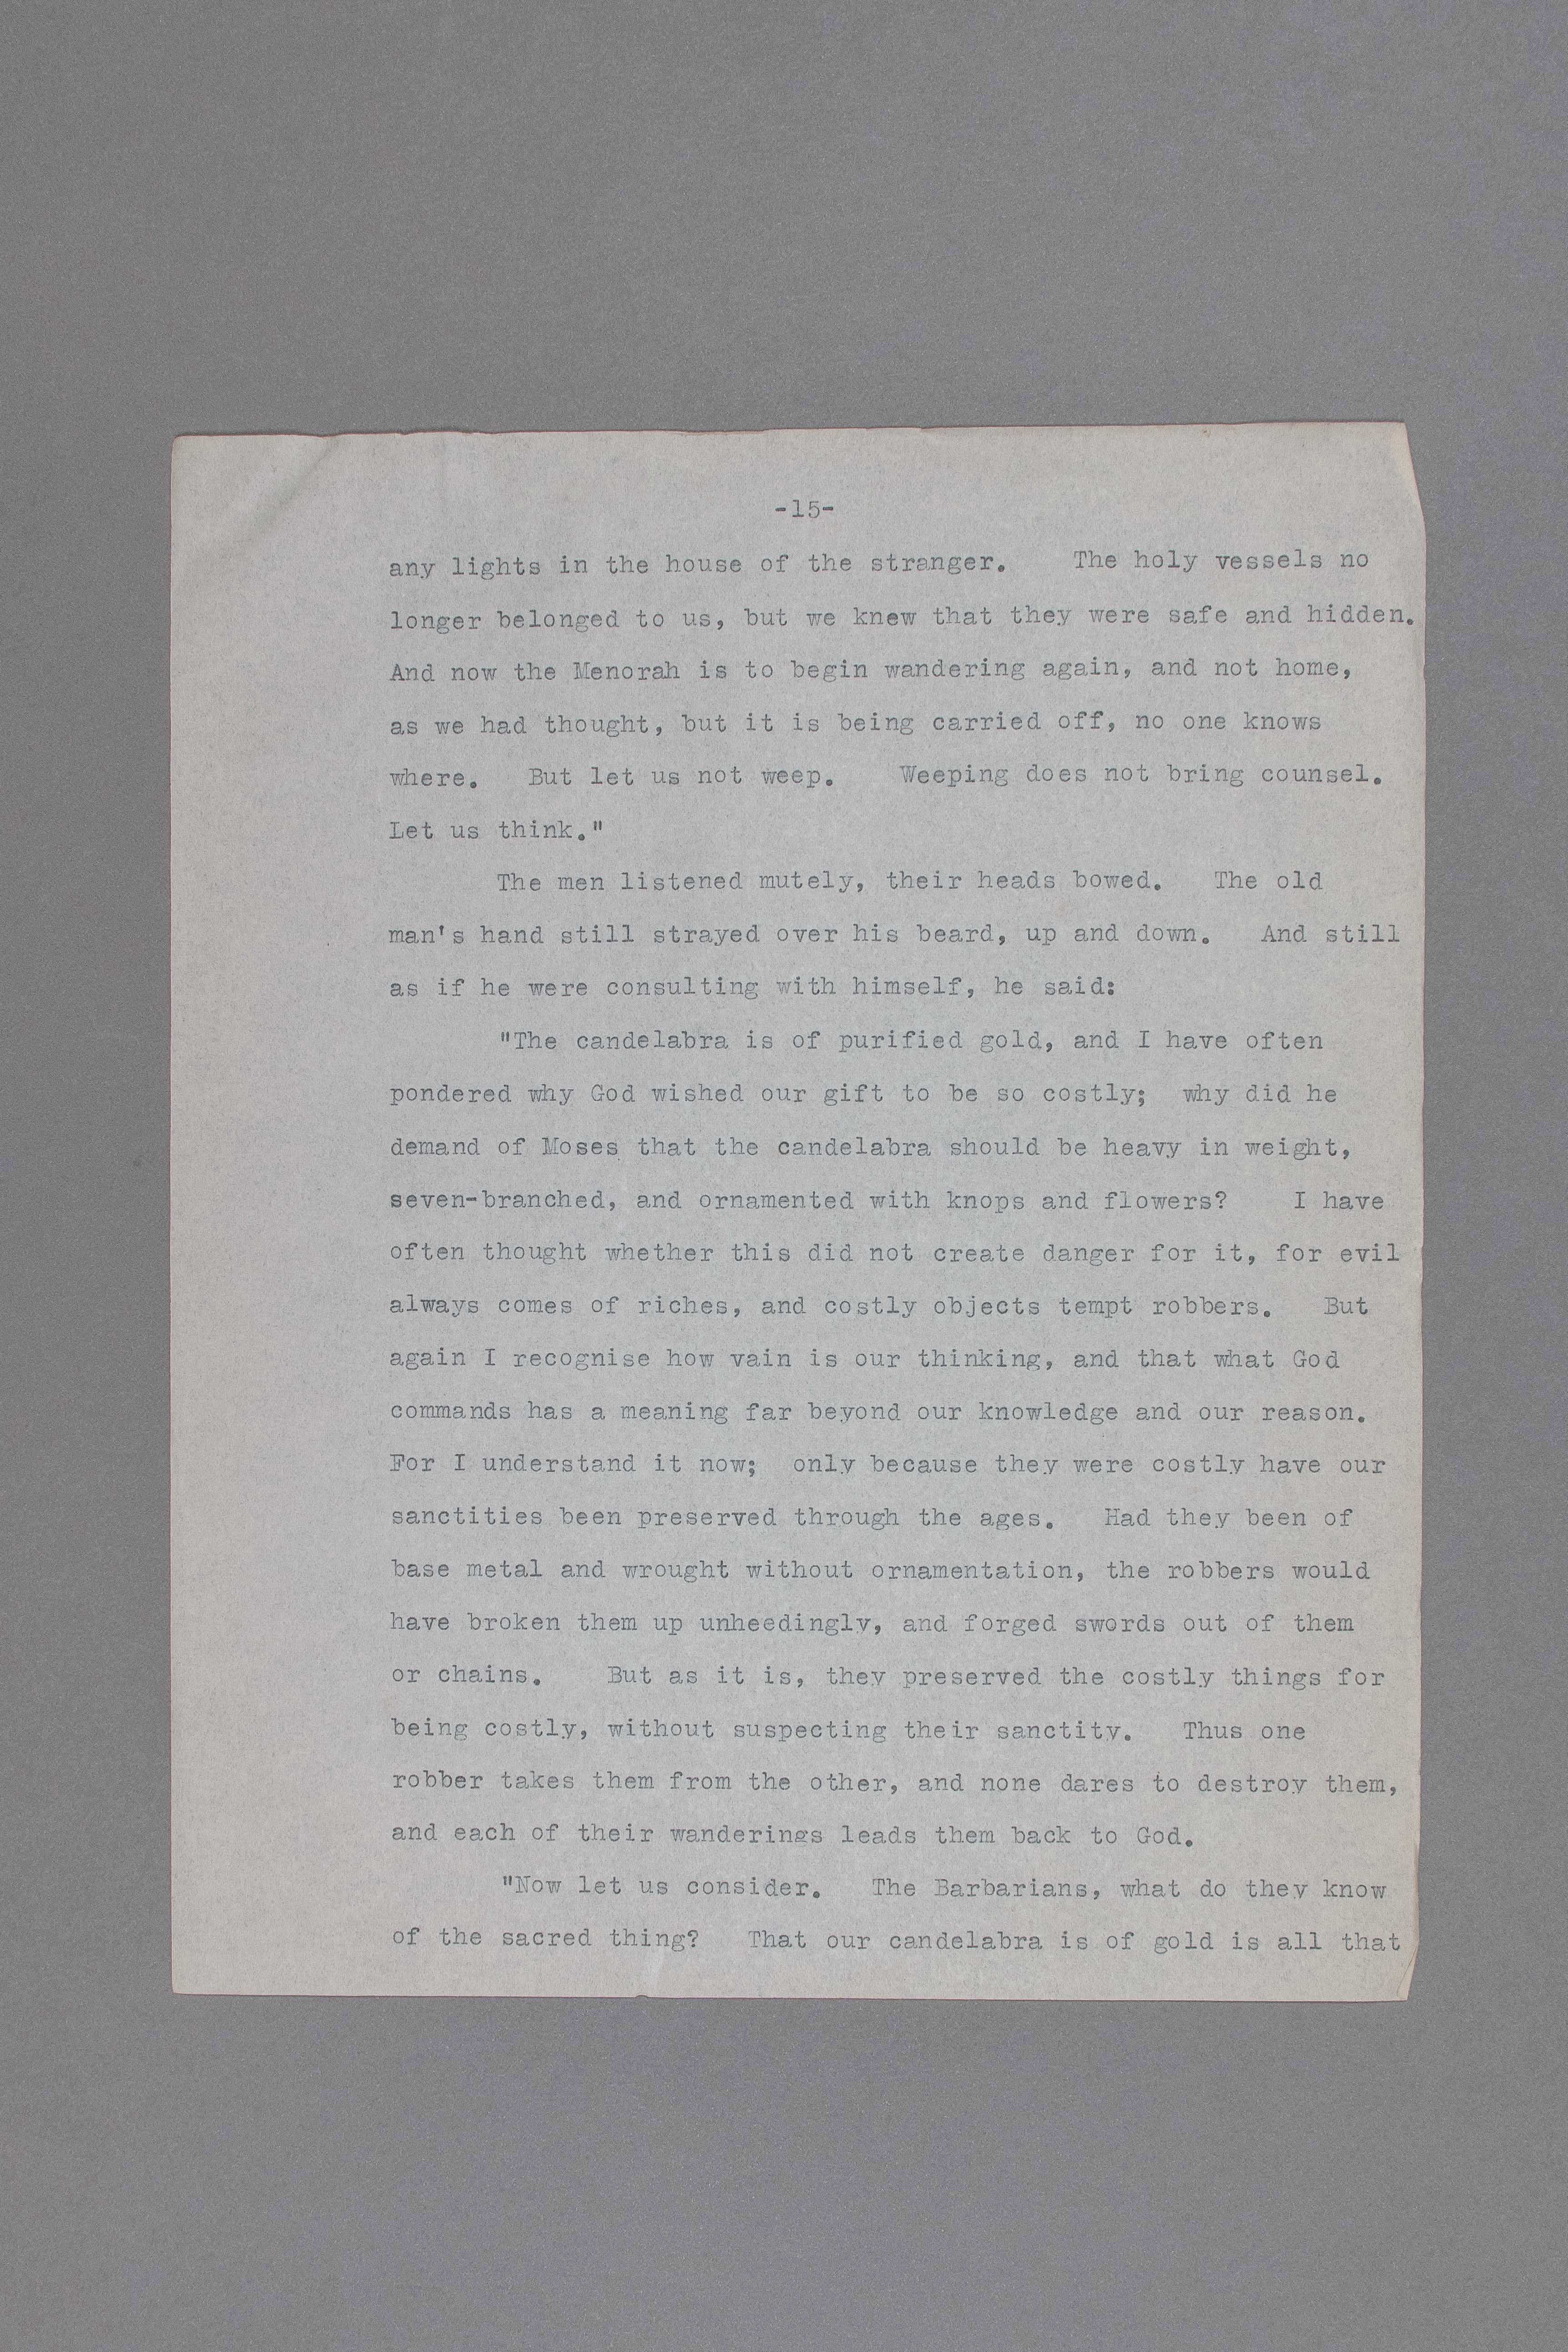 -15-
any lights in the house of the stranger. The holy vessels no
longer belonged to us, but we knew that they were safe and hidden.
And now the Menorah is to begin wandering again, and not home,
as we had thought, but it is being carried off, no one knows
where. But let us not weep. Weeping does not bring counsel.
Let us think."
The men listened mutely, their heads bowed. The old
man's hand still strayed over his beard, up and down. And still
as if he were consulting with himself, he said:
"The candelabra is of purified gold, and I have often
pondered why God wished our gift to be so costly; why did he
demand of Moses that the candelabra should be heavy in weight,
seven-branched, and ornamented with knops and flowers? I have
often thought whether this did not create danger for it, for evil
always comes of riches, and costly objects tempt robbers. But
again I recognise how vain is our thinking, and that what God
commands has a meaning far beyond our knowledge and our reason.
For I understand it now; only because they were costly have our
sanctities been preserved through the ages. Had they been of
base metal and wrought without ornamentation, the robbers would
have broken them up unheedingly, and forged swords out of them
or chains. But as it is, they preserved the costly things for
being costly, without suspecting their sanctity. Thus one
robber takes them from the other, and none dares to destroy them,
and each of their wanderings leads them back to God.
"Now let us consider. The Barbarians, what do they know
of the sacred thing? That our candelabra is of gold is all that